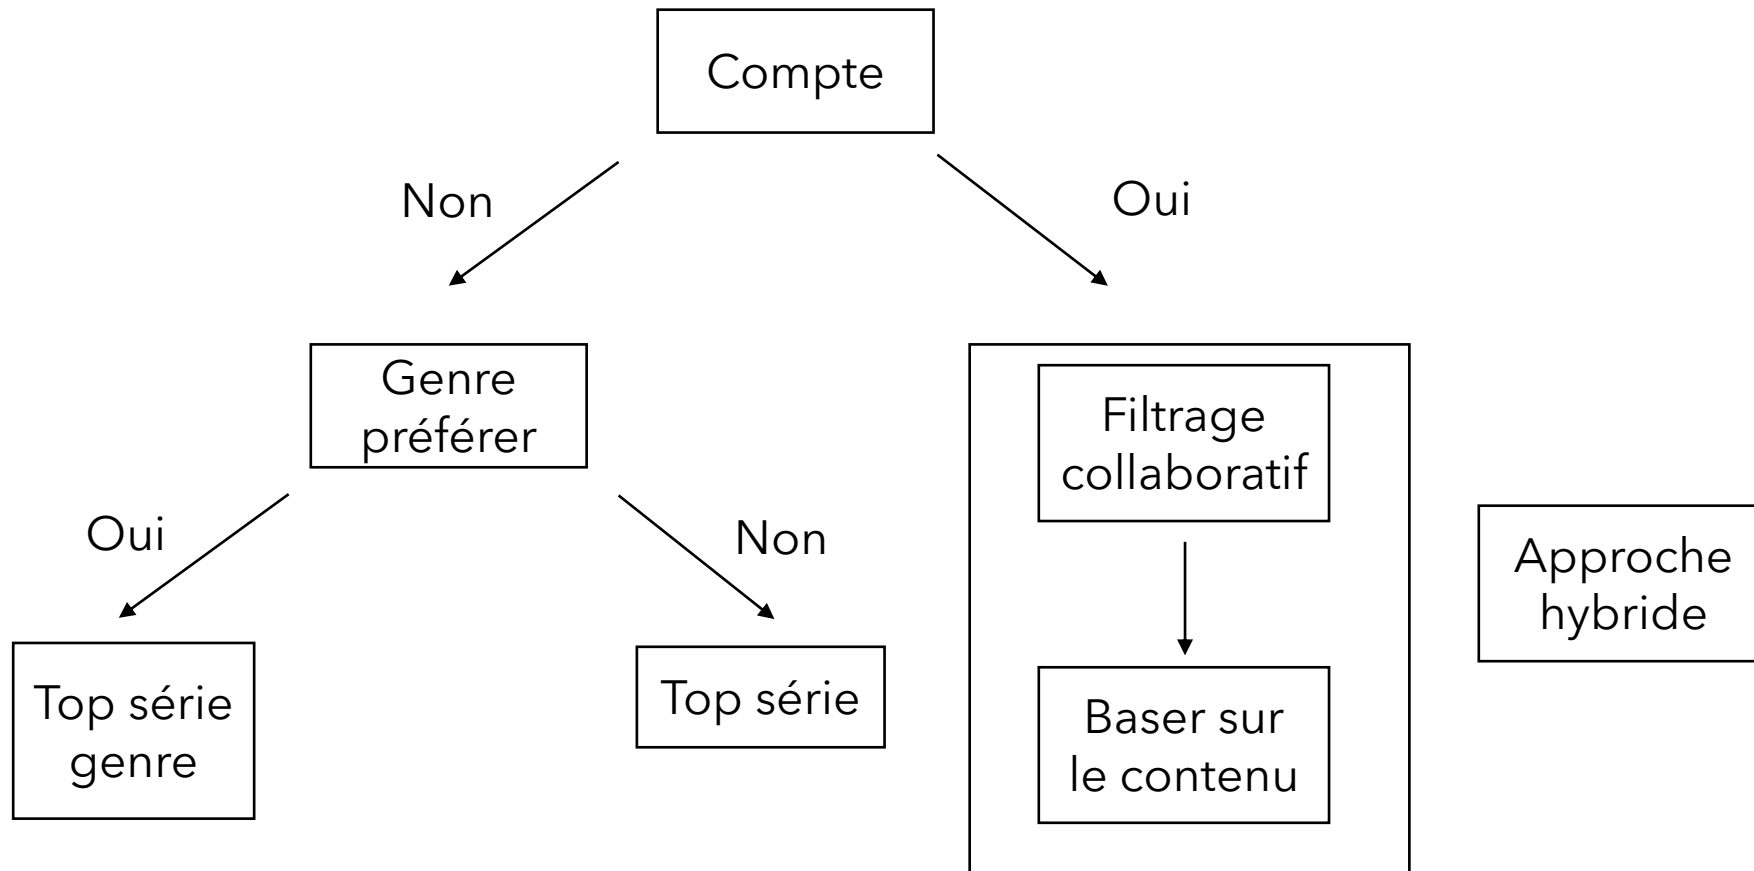 Compte
Non
Oui
Genre
préférer
Filtrage
collaboratif
Oui
Non
Approche
hybride
Top série
genre
Top série
Baser sur
le contenu